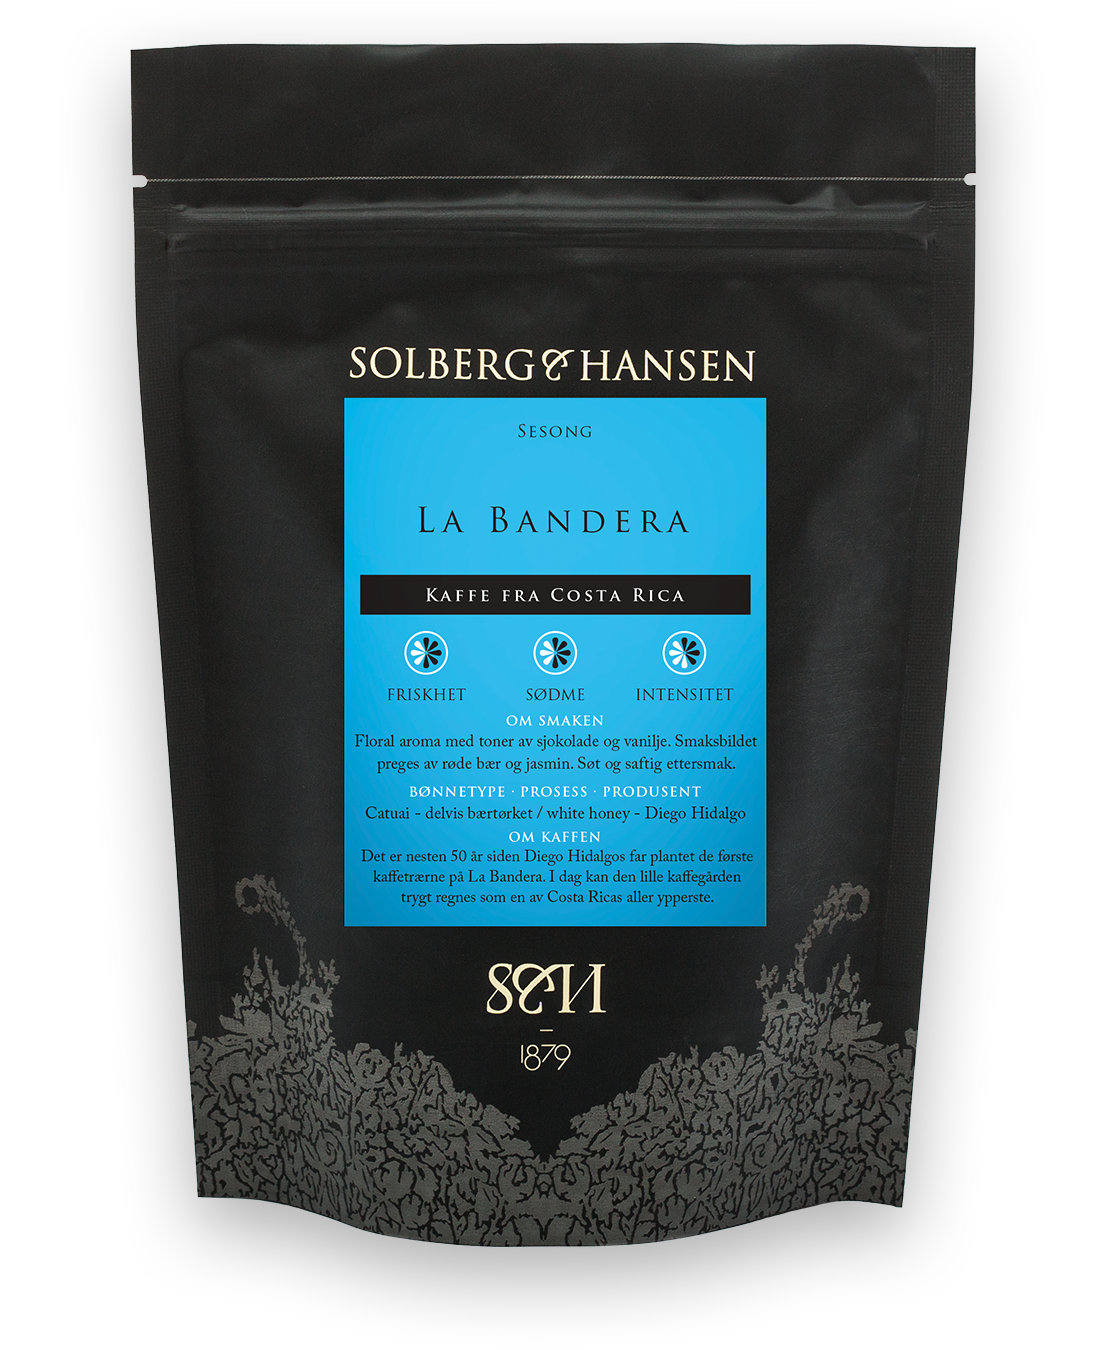 SOLBERG & HANSEN
SESONG
LA BANDERA
KAFFE FRA COSTA RICA
FRISKHET SØDME INTENSITET
OM SMAKEN
Floral aroma med toner av sjokolade og vanilje. Smaksbildet
preges av røde bær og jasmin. Søt og saftig ettersmak.
BØNNETYPE · PROSESS · PRODUSENT
Catuai - delvis bærtørket / white honey - Diego Hidalgo
OM KAFFEN
Det er nesten 50 år siden Diego Hidalgos far plantet de første
kaffetrærne på La Bandera. I dag kan den lille kaffegården
trygt regnes som en av Costa Ricas aller ypperste.
S&H
1879